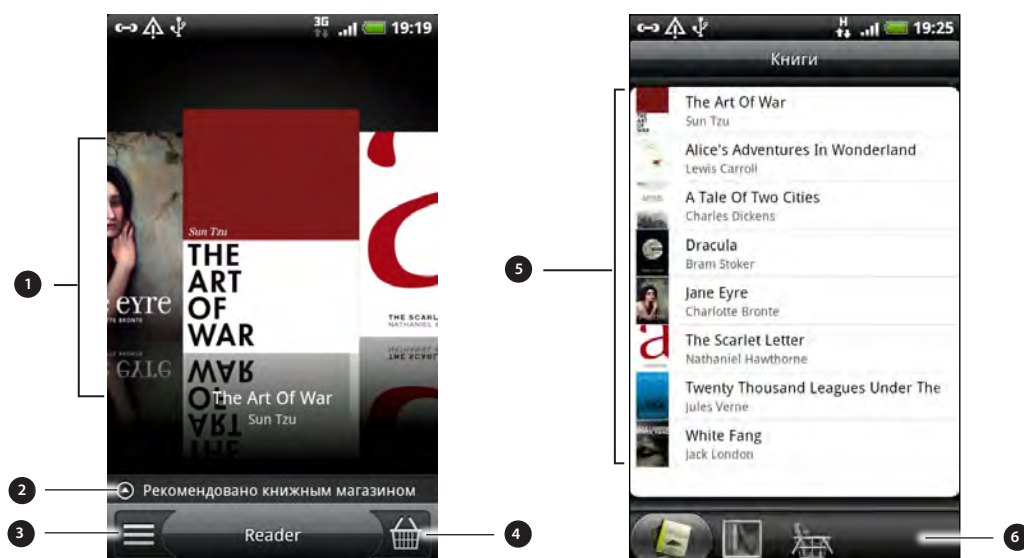 3G 19:19
Sun Tzu
THE
ART
OF
WAR
eyre
THE SCARL
The Art Of War
Sun Tzu
Рекомендовано книжным магазином
Reader
1
2
3
4
H 19:25
Книги
The Art Of War
Sun Tzu
Alice's Adventures In Wonderland
Lewis Carroll
A Tale Of Two Cities
Charles Dickens
Dracula
Bram Stoker
Jane Eyre
Charlotte Bronte
The Scarlet Letter
Nathaniel Hawthorne
Twenty Thousand Leagues Under The
Jules Verne
White Fang
Jack London
5
6